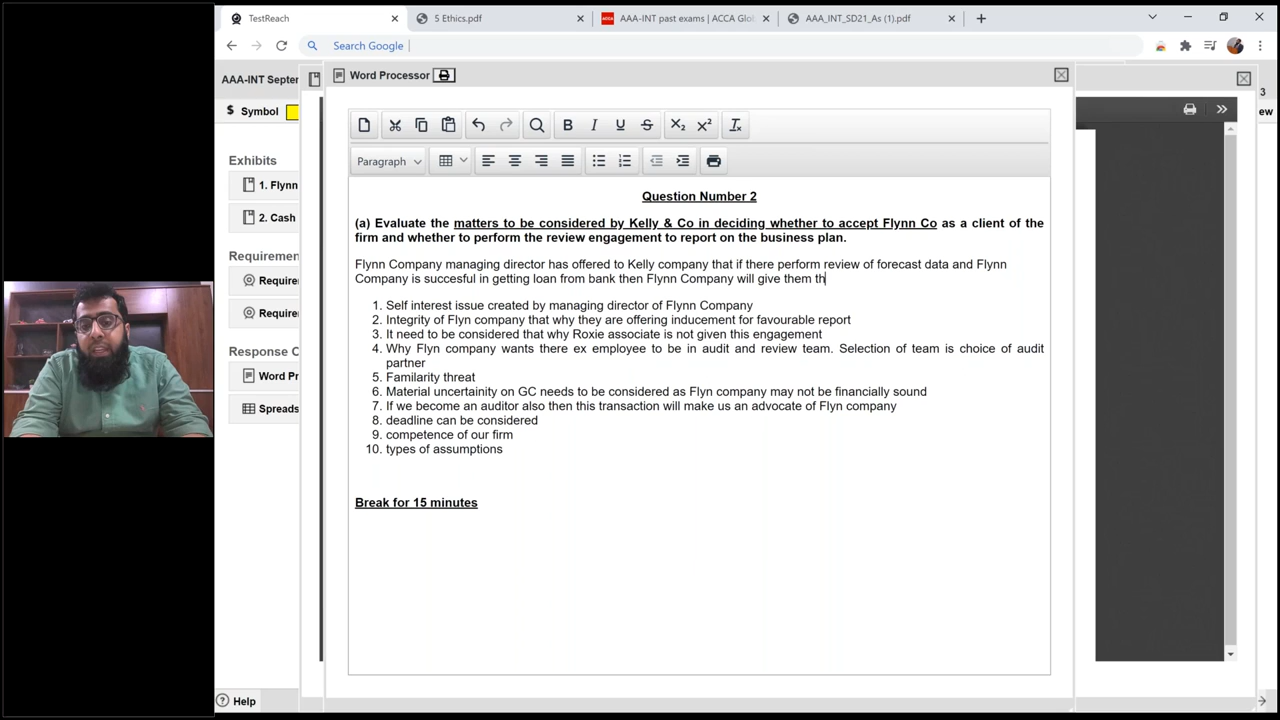 TestReach
5 Ethics.pdf
AAA-INT past exams | ACCA Glo
AAA_INT_SD21_As (1).pdf
Search Google
AAA-INT Septem
Word Processor
3
$ Symbol
ew
Paragraph
Exhibits
1. Flynn
2. Cash
Requiremen
Require
Require
Response O
Word Pr
Spreads
Question Number 2
(a) Evaluate the matters to be considered by Kelly & Co in deciding whether to accept Flynn Co as a client of the
firm and whether to perform the review engagement to report on the business plan.
Flynn Company managing director has offered to Kelly company that if there perform review of forecast data and Flynn
Company is succesful in getting loan from bank then Flynn Company will give them th
1. Self interest issue created by managing director of Flynn Company
2. Integrity of Flyn company that why they are offering inducement for favourable report
3. It need to be considered that why Roxie associate is not given this engagement
4. Why Flyn company wants there ex employee to be in audit and review team. Selection of team is choice of audit
partner
5. Familarity threat
6. Material uncertainity on GC needs to be considered as Flyn company may not be financially sound
7. If we become an auditor also then this transaction will make us an advocate of Flyn company
8. deadline can be considered
9. competence of our firm
10. types of assumptions
Break for 15 minutes
Help